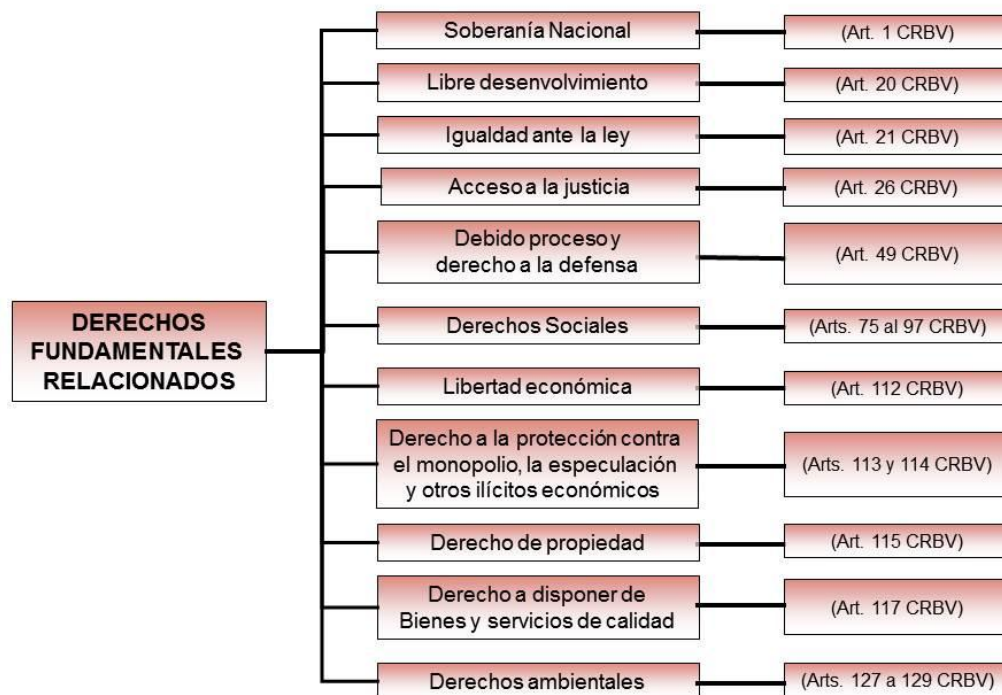 Soberanía Nacional
(Art. 1 CRBV)
Libre desenvolvimiento
(Art. 20 CRBV)
Igualdad ante la ley
(Art. 21 CRBV)
Acceso a la justicia
(Art. 26 CRBV)
Debido proceso y
derecho a la defensa
(Art. 49 CRBV)
DERECHOS
FUNDAMENTALES
RELACIONADOS
Derechos Sociales
(Arts. 75 al 97 CRBV)
Libertad económica
(Art. 112 CRBV)
Derecho a la protección contra
el monopolio, la especulación
y otros ilícitos económicos
(Arts. 113 y 114 CRBV)
Derecho de propiedad
(Art. 115 CRBV)
Derecho a disponer de
Bienes y servicios de calidad
(Art. 117 CRBV)
Derechos ambientales
(Arts. 127 a 129 CRBV)